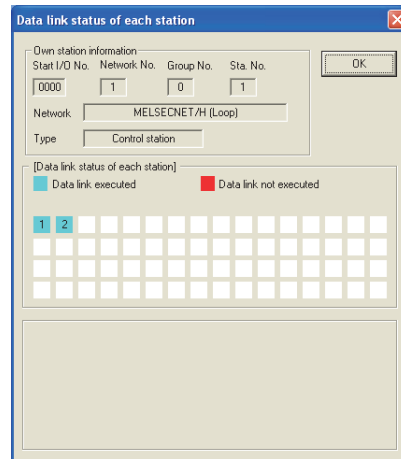 Data link status of each station
Own station information
Start I/O No. Network No. Group No. Sta. No.
OK
0000 1 0 1
Network MELSECNET/H (Loop)
Type Control station
[Data link status of each station]
Data link executed Data link not executed
1 2